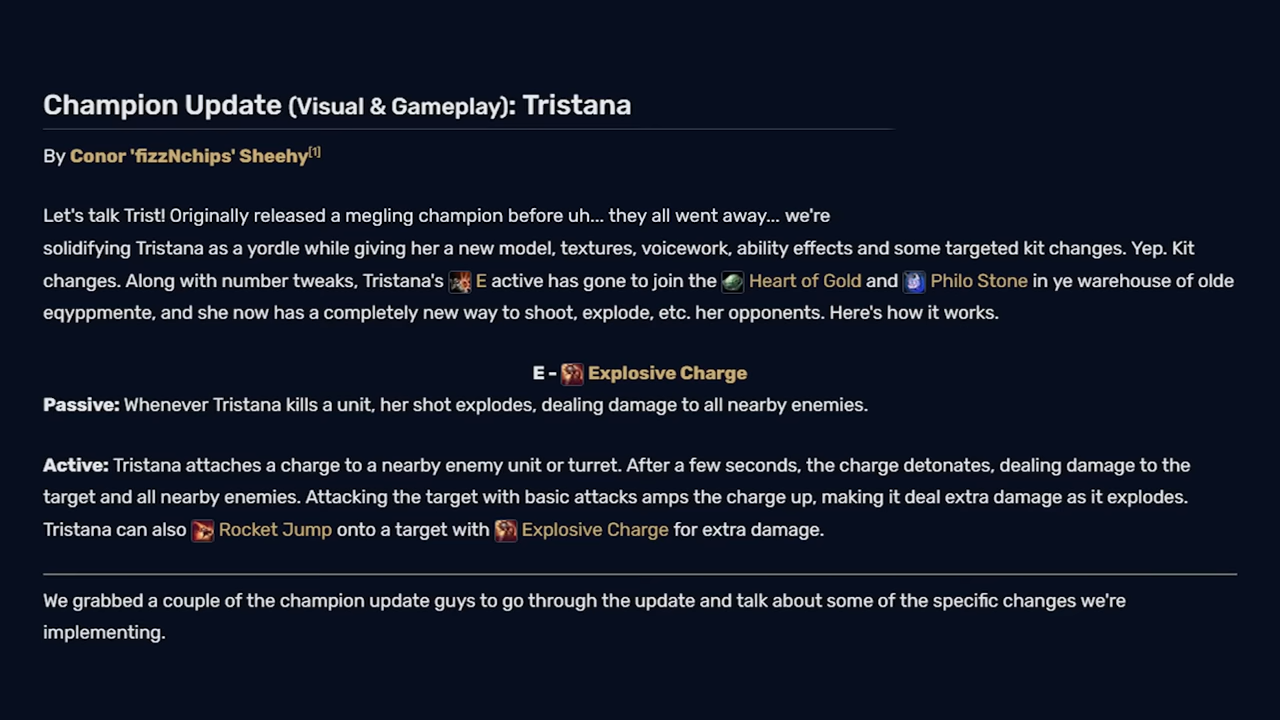 Champion Update (Visual & Gameplay): Tristana
By Conor 'fizzNchips' Sheehy[1]
Let's talk Trist! Originally released a megling champion before uh... they all went away... we're
solidifying Tristana as a yordle while giving her a new model, textures, voicework, ability effects and some targeted kit changes. Yep. Kit
changes. Along with number tweaks, Tristana's E active has gone to join the Heart of Gold and Philo Stone in ye warehouse of olde
eqyppmente, and she now has a completely new way to shoot, explode, etc. her opponents. Here's how it works.
E - Explosive Charge
Passive: Whenever Tristana kills a unit, her shot explodes, dealing damage to all nearby enemies.
Active: Tristana attaches a charge to a nearby enemy unit or turret. After a few seconds, the charge detonates, dealing damage to the
target and all nearby enemies. Attacking the target with basic attacks amps the charge up, making it deal extra damage as it explodes.
Tristana can also Rocket Jump onto a target with Explosive Charge for extra damage.
We grabbed a couple of the champion update guys to go through the update and talk about some of the specific changes we're
implementing.